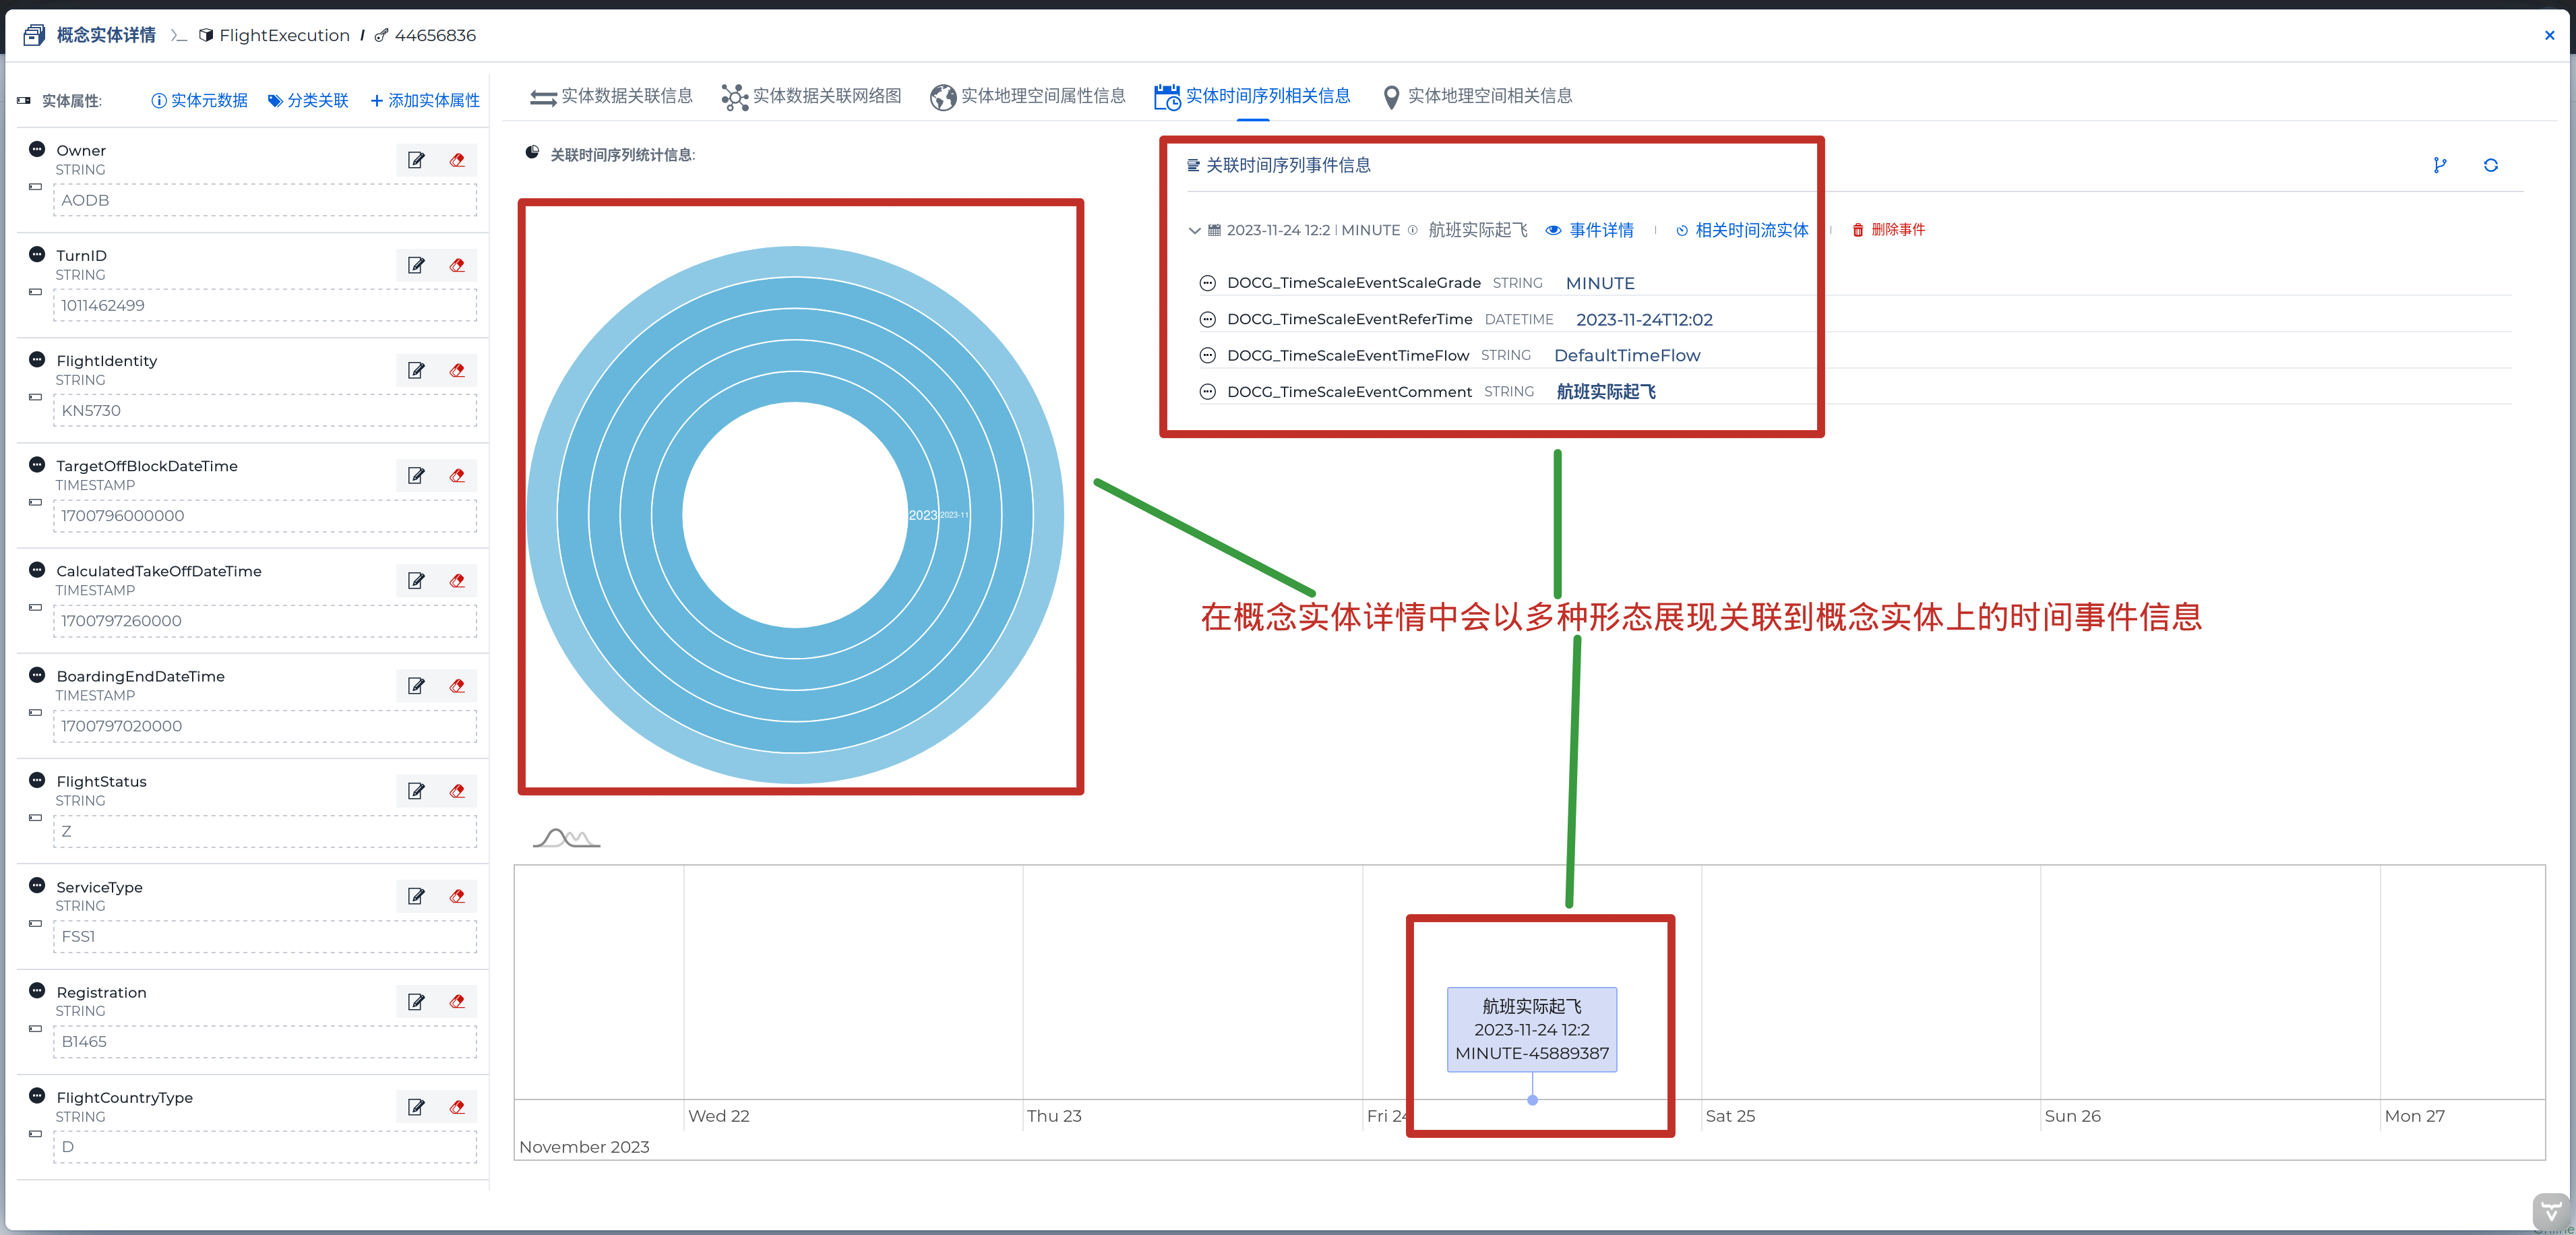 概念实体详情 FlightExecution / 44656836
实体属性: 实体元数据 分类关联 + 添加实体属性
Owner
STRING
AODB
TurnID
STRING
1011462499
FlightIdentity
STRING
KN5730
TargetOffBlockDateTime
TIMESTAMP
1700796000000
CalculatedTakeOffDateTime
TIMESTAMP
1700797260000
BoardingEndDateTime
TIMESTAMP
1700797020000
FlightStatus
STRING
Z
ServiceType
STRING
FSS1
Registration
STRING
B1465
FlightCountryType
STRING
D
实体数据关联信息 实体数据关联网络图 实体地理空间属性信息 实体时间序列相关信息 实体地理空间相关信息
关联时间序列统计信息:
2023 2023-11
关联时间序列事件信息
2023-11-24 12:2 | MINUTE 航班实际起飞 事件详情 | 相关时间流实体 | 删除事件
DOCG_TimeScaleEventScaleGrade STRING MINUTE
DOCG_TimeScaleEventReferTime DATETIME 2023-11-24T12:02
DOCG_TimeScaleEventTimeFlow STRING DefaultTimeFlow
DOCG_TimeScaleEventComment STRING 航班实际起飞
在概念实体详情中会以多种形态展现关联到概念实体上的时间事件信息
航班实际起飞
2023-11-24 12:2
MINUTE-45889387
Wed 22 Thu 23 Fri 24 Sat 25 Sun 26 Mon 27
November 2023